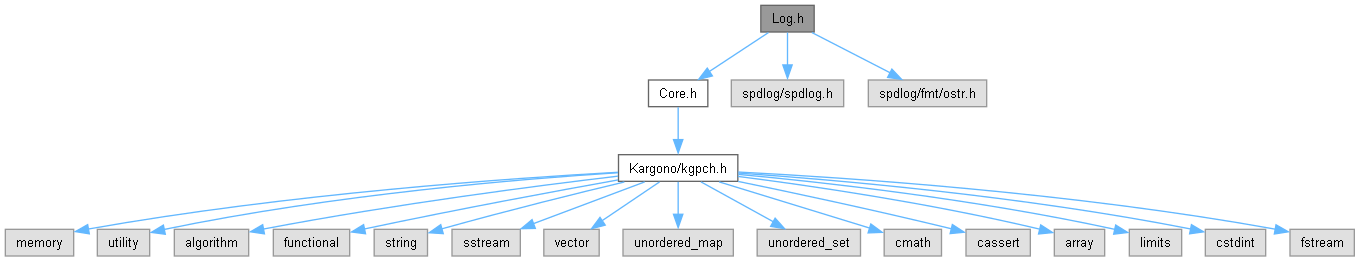 Log.h
Core.h
spdlog/spdlog.h
spdlog/fmt/ostr.h
Kargono/kgpch.h
memory
utility
algorithm
functional
string
sstream
vector
unordered_map
unordered_set
cmath
cassert
array
limits
cstdint
fstream